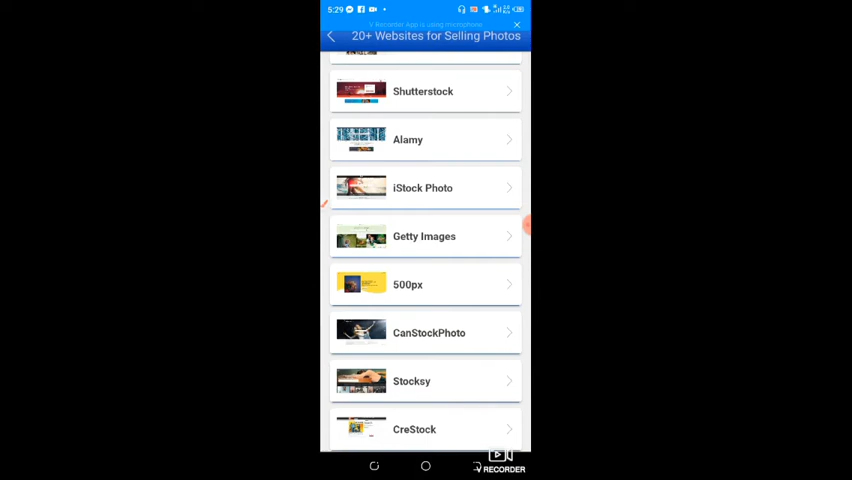 5:29
V Recorder App is using microphone
20+ Websites for Selling Photos
Shutterstock
Alamy
iStock Photo
Getty Images
500px
CanStockPhoto
Stocksy
CreStock
V RECORDER